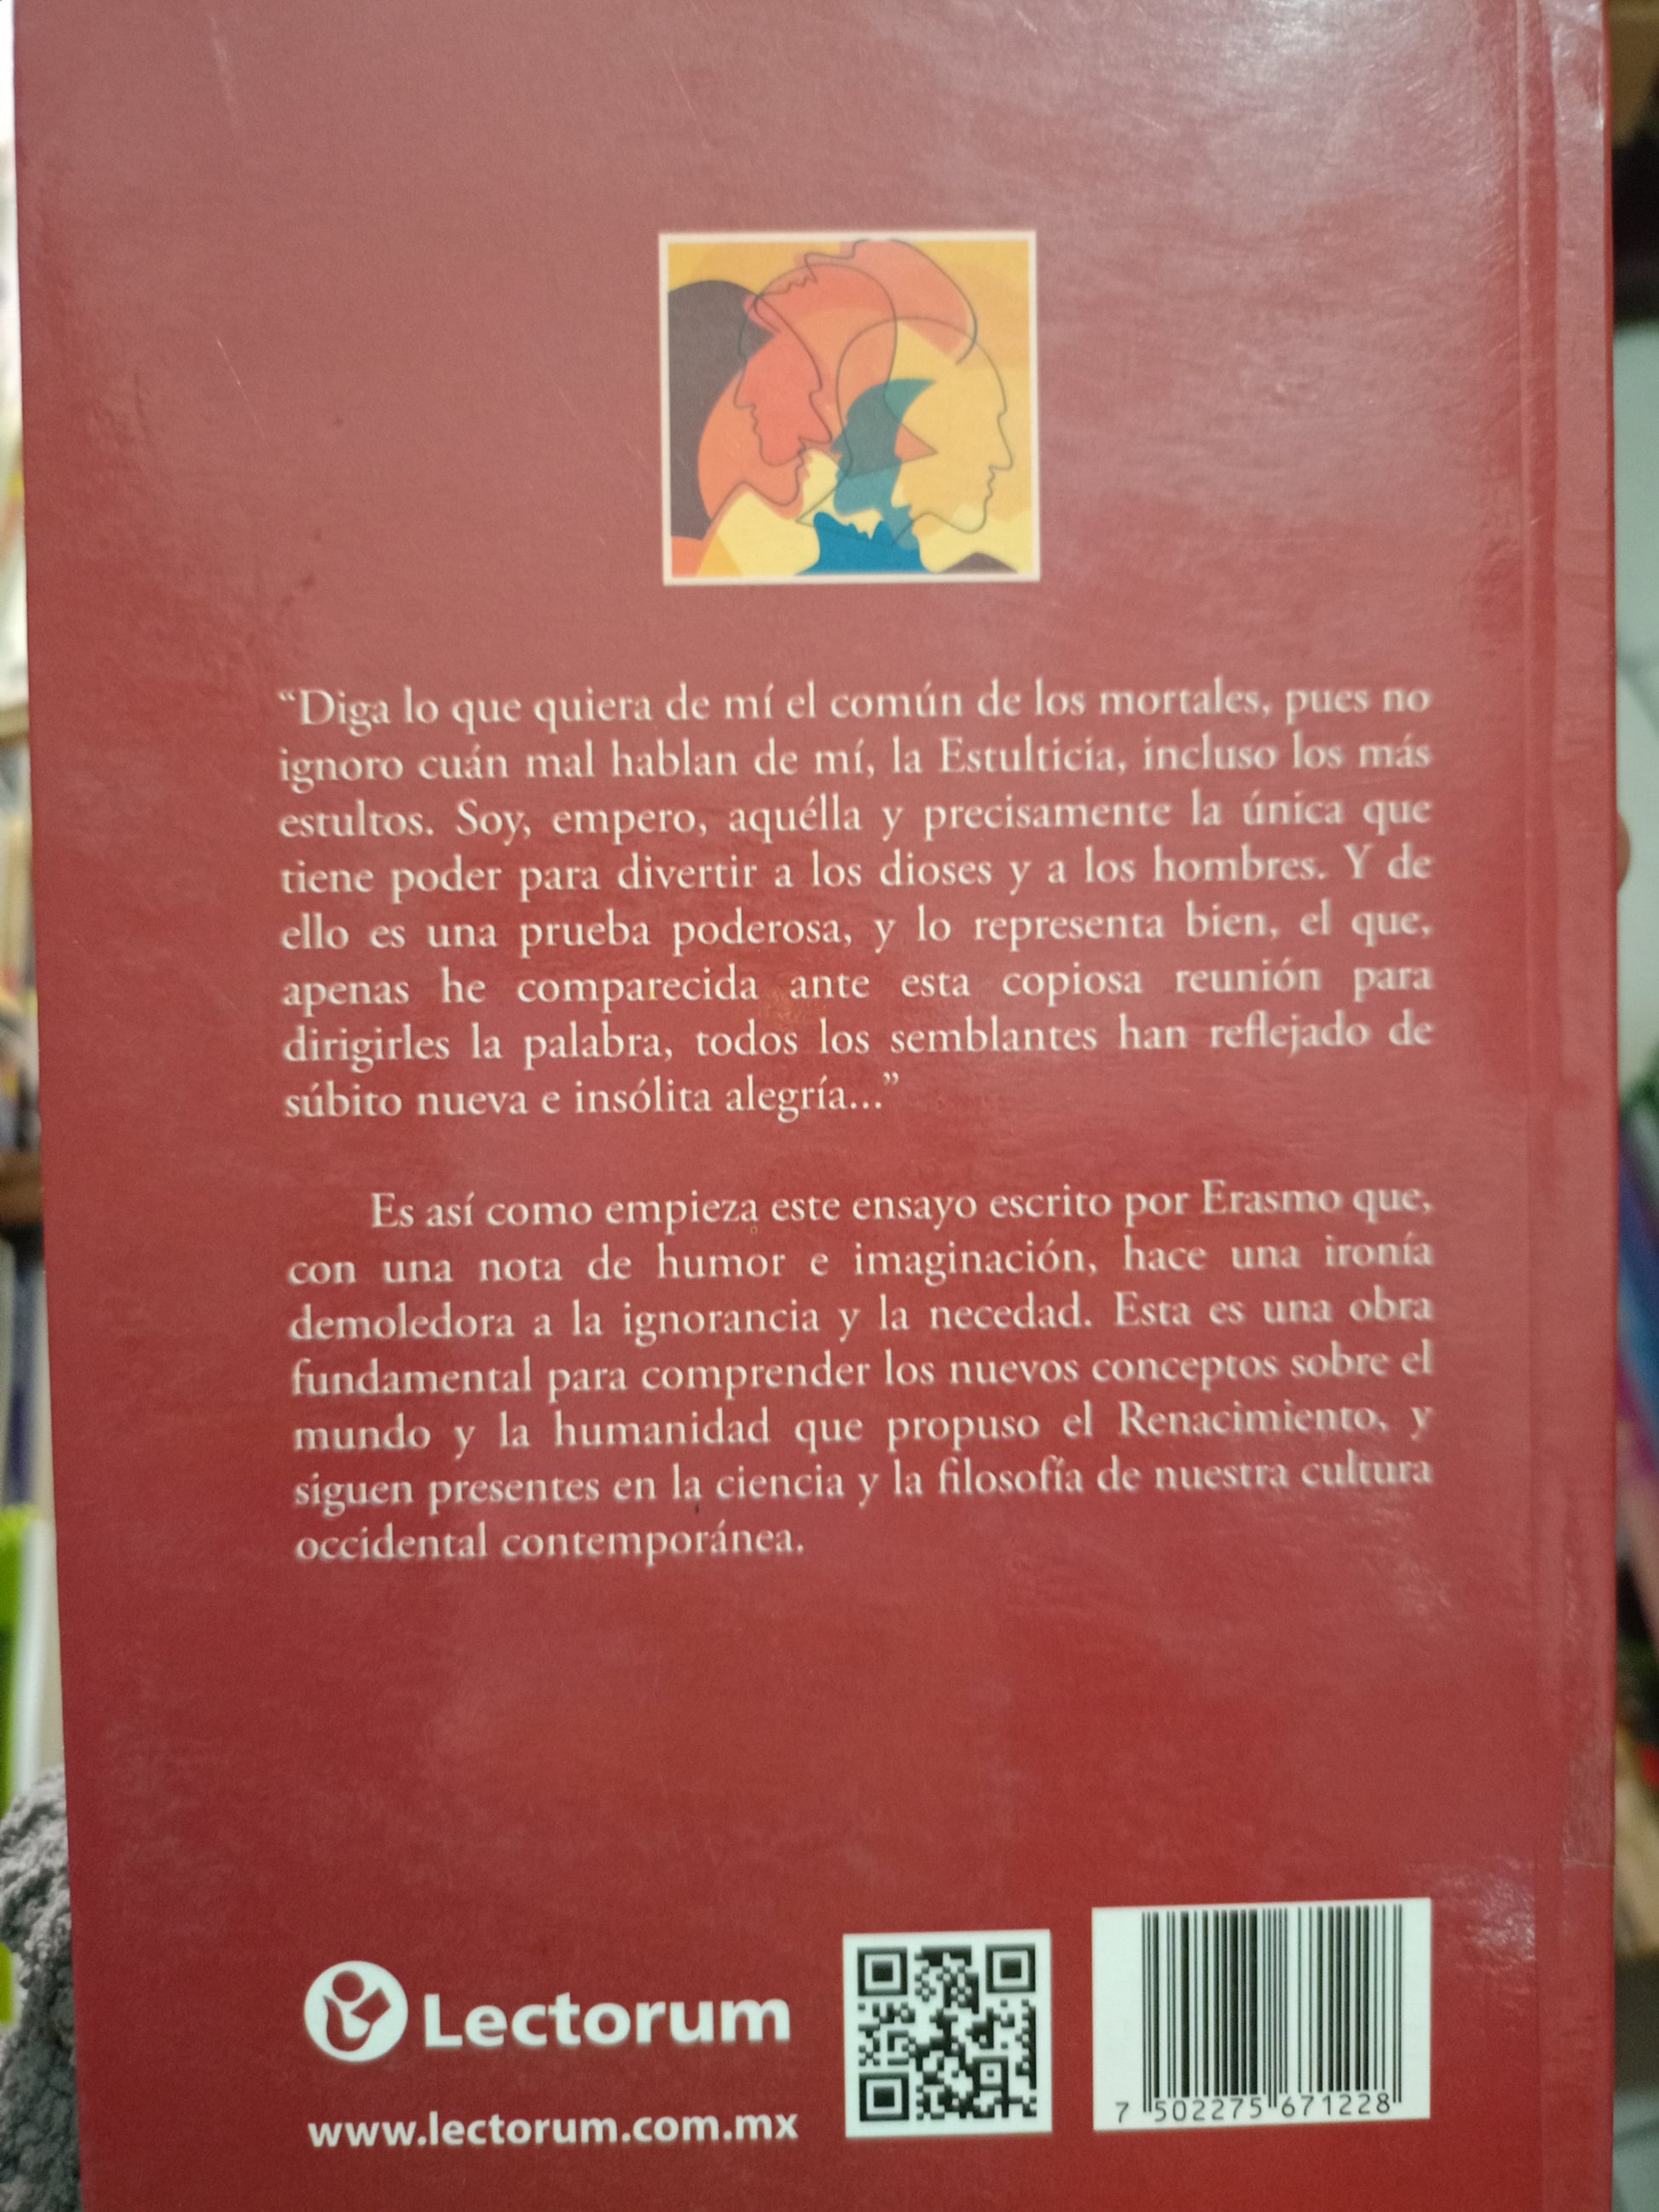 “Diga lo que quiera de mí el común de los mortales, pues no
ignoro cuán mal hablan de mí, la Estulticia, incluso los más
estultos. Soy, empero, aquélla y precisamente la única que
tiene poder para divertir a los dioses y a los hombres. Y de
ello es una prueba poderosa, y lo representa bien, el que,
apenas he comparecida ante esta copiosa reunión para
dirigirles la palabra, todos los semblantes han reflejado de
súbito nueva e insólita alegría...”
Es así como empieza este ensayo escrito por Erasmo que,
con una nota de humor e imaginación, hace una ironía
demoledora a la ignorancia y la necedad. Esta es una obra
fundamental para comprender los nuevos conceptos sobre el
mundo y la humanidad que propuso el Renacimiento, y
siguen presentes en la ciencia y la filosofía de nuestra cultura
occidental contemporánea.
Lectorum
www.lectorum.com.mx
7 502275 671228